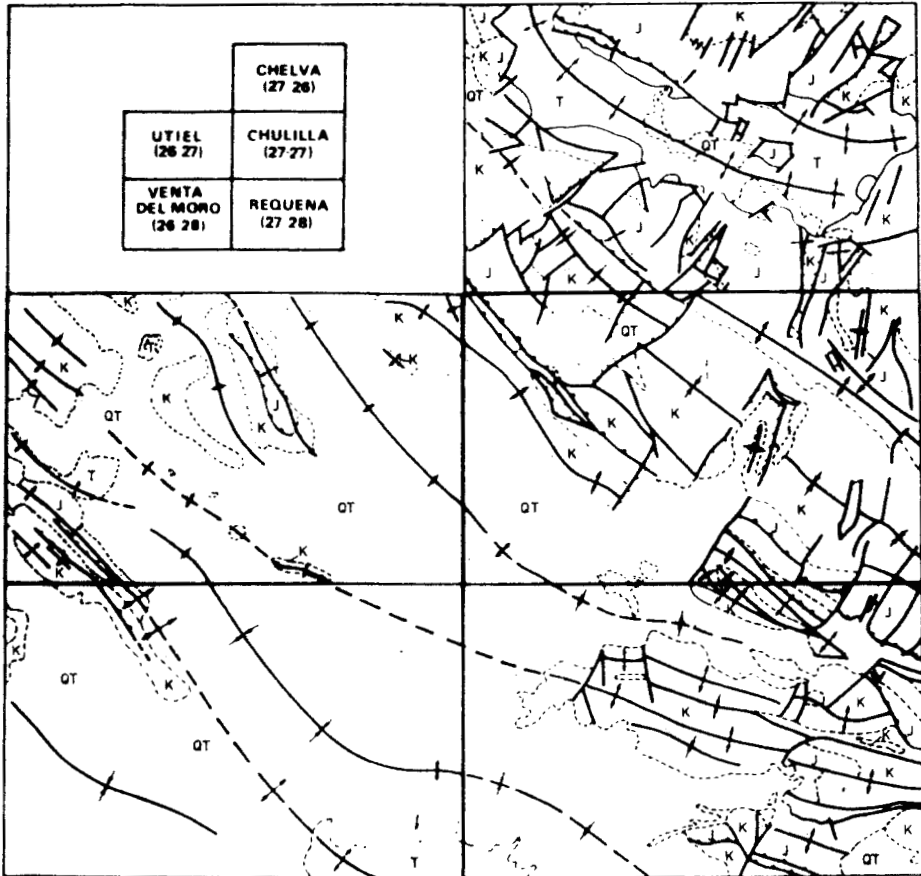 CHELVA
(27 26)
UTIEL
(26 27)
CHULILLA
(27-27)
VENTA
DEL MORO
(26 28)
REQUENA
(27 28)
J
K
K
J
K
J
QT
T
K
K
QT
J
T
K
K
J
K
K
J
K
J
K
J
K
K
K
QT
K
T
K
J
K
K
J
QT
K
K
K
K
QT
T
QT
QT
K
J
J
K
K
K
J
K
QT
K
K
QT
K
K
J
K
K
J
K
K
K
J
J
K
QT
T